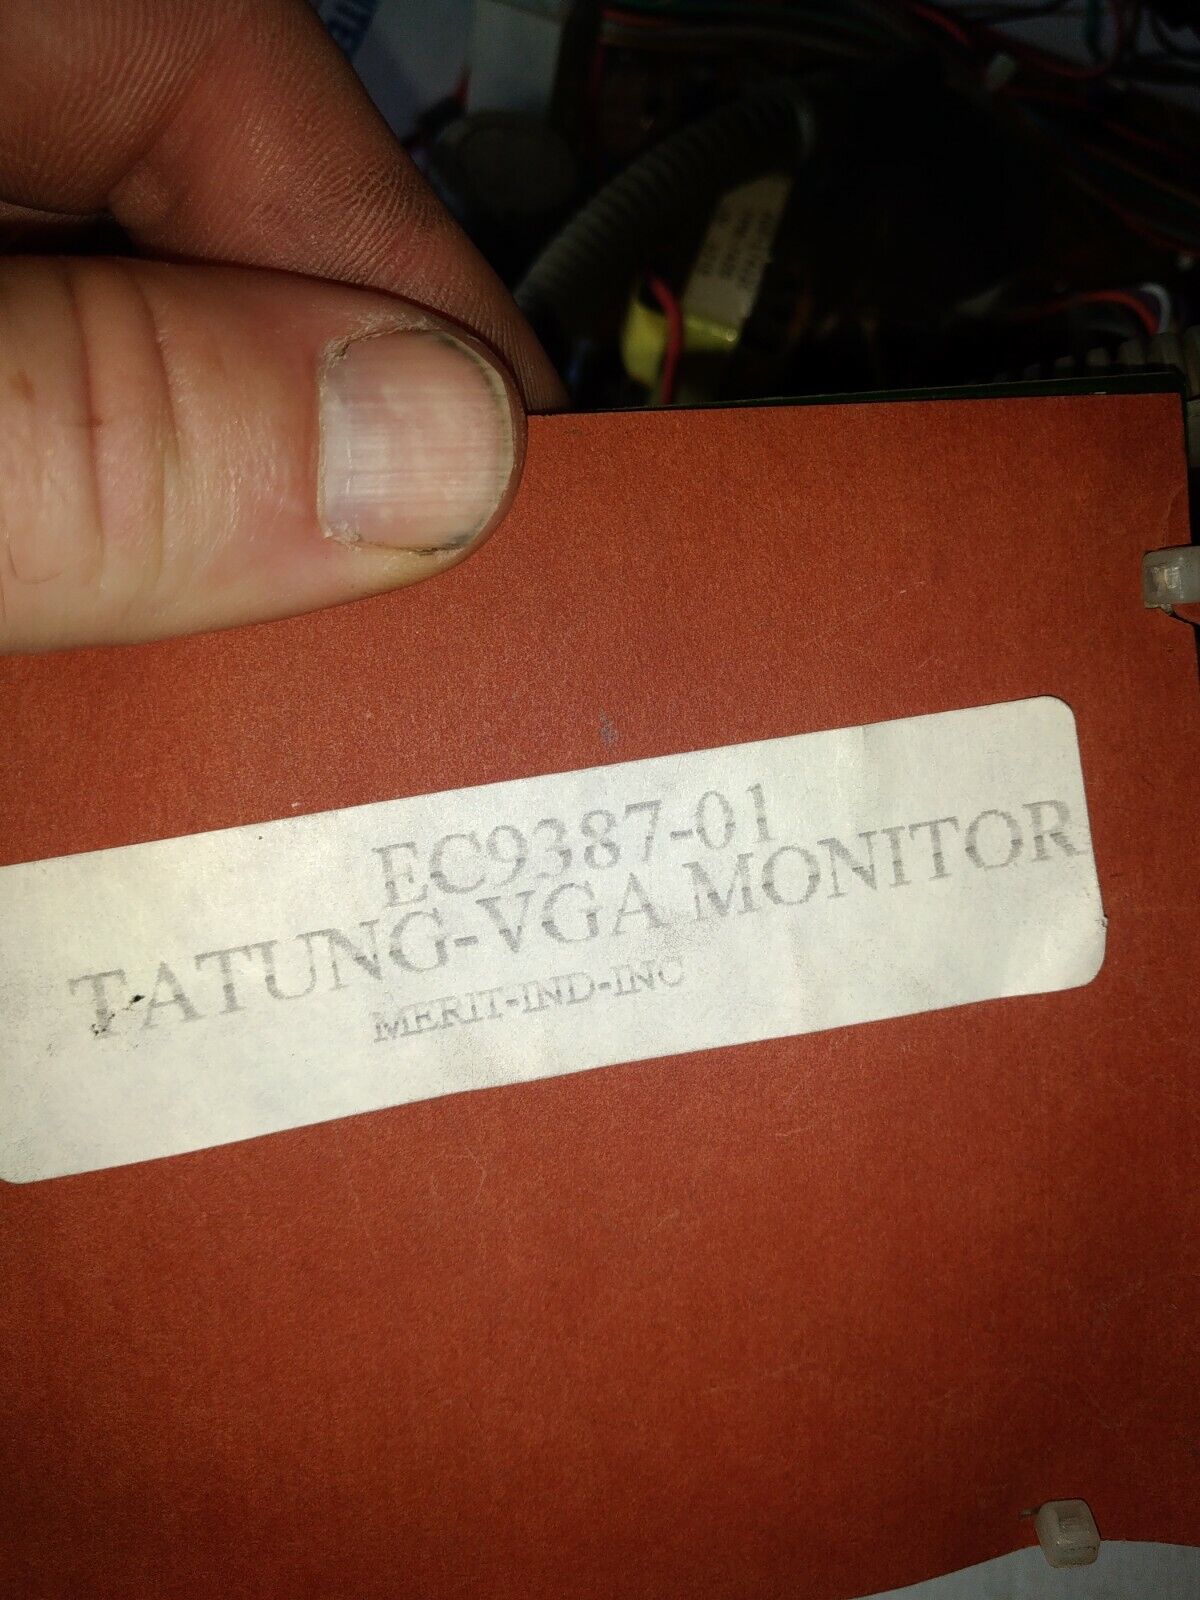 EC9387-01
TATUNG-VGA MONITOR
MERIT-IND-INC